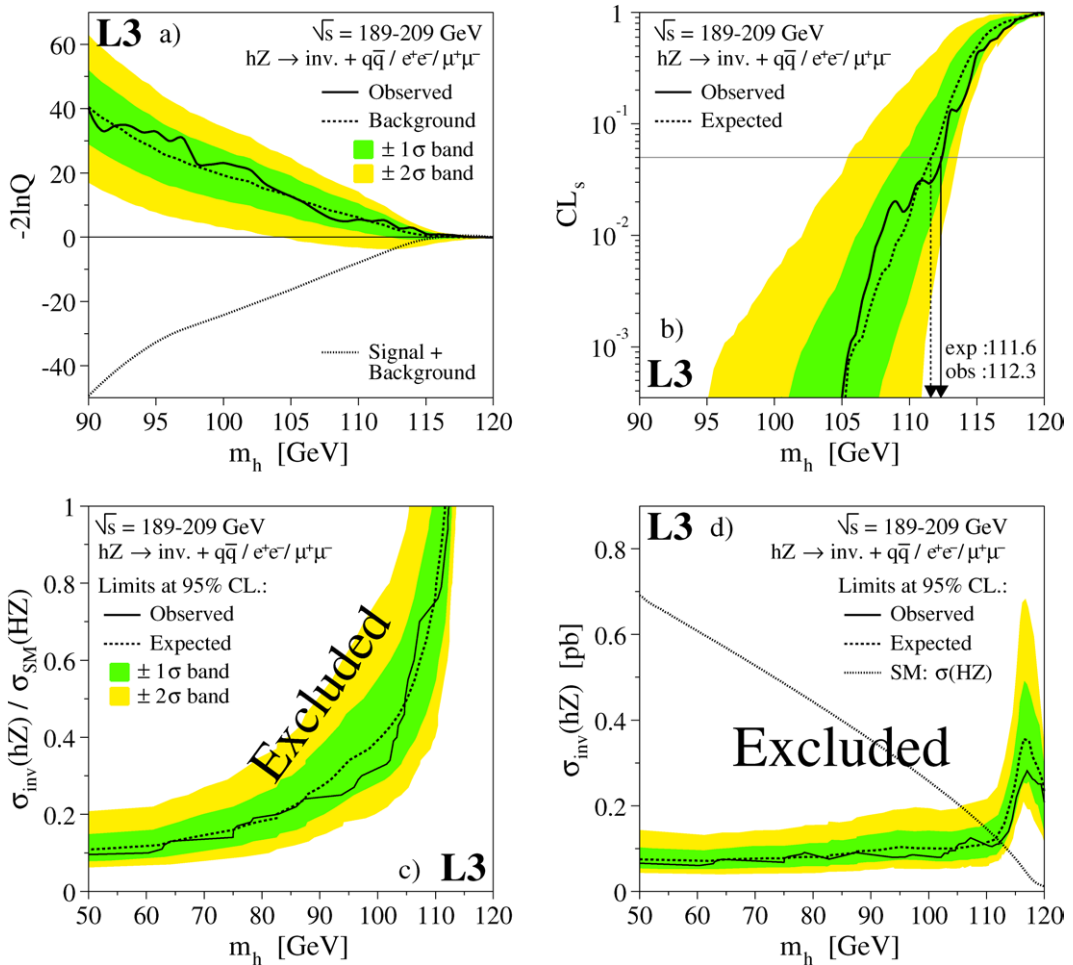 L3 a)
√s = 189-209 GeV
hZ → inv. + qq̅ / e⁺e⁻/ μ⁺μ⁻
Observed
Background
± 1σ band
± 2σ band
Signal +
Background
60
40
20
0
-20
-40
-2lnQ
90 95 100 105 110 115 120
m_h [GeV]
√s = 189-209 GeV
hZ → inv. + qq̅ / e⁺e⁻/ μ⁺μ⁻
Observed
Expected
1
10⁻¹
10⁻²
10⁻³
CL_s
b)
L3
exp :111.6
obs :112.3
90 95 100 105 110 115 120
m_h [GeV]
√s = 189-209 GeV
hZ → inv. + qq̅ / e⁺e⁻/ μ⁺μ⁻
Limits at 95% CL.:
Observed
Expected
± 1σ band
± 2σ band
Excluded
1
0.8
0.6
0.4
0.2
0
σ_inv(hZ) / σ_SM(HZ)
c) L3
50 60 70 80 90 100 110 120
m_h [GeV]
L3 d)
√s = 189-209 GeV
hZ → inv. + qq̅ / e⁺e⁻/ μ⁺μ⁻
Limits at 95% CL.:
Observed
Expected
SM: σ(HZ)
Excluded
0.8
0.6
0.4
0.2
0
σ_inv(hZ) [pb]
50 60 70 80 90 100 110 120
m_h [GeV]